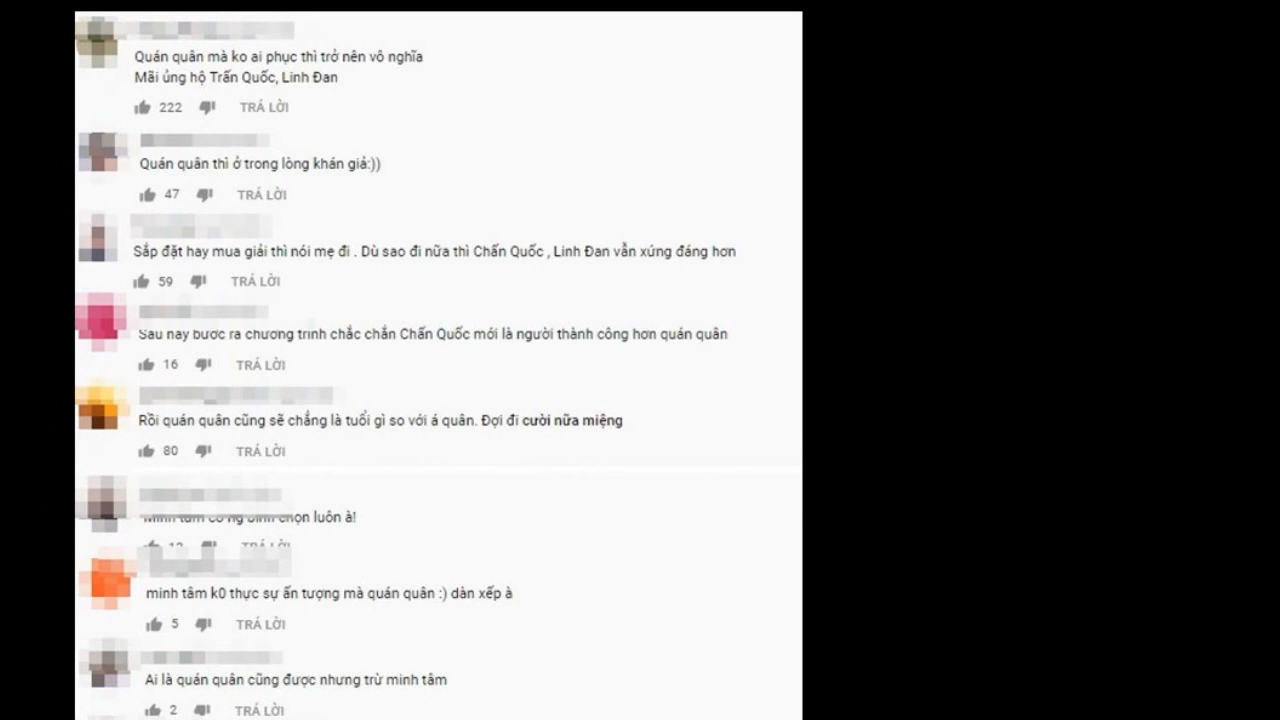 Quán quân mà ko ai phục thì trở nên vô nghĩa
Mãi ủng hộ Trấn Quốc, Linh Đan
222 TRẢ LỜI
Quán quân thì ở trong lòng khán giả:))
47 TRẢ LỜI
Sắp đặt hay mua giải thì nói mẹ đi . Dù sao đi nữa thì Chấn Quốc , Linh Đan vẫn xứng đáng hơn
59 TRẢ LỜI
Sau này bước ra chương trình chắc chắn Chấn Quốc mới là người thành công hơn quán quân
16 TRẢ LỜI
Rồi quán quân cũng sẽ chẳng là tuổi gì so với á quân. Đợi đi cười nữa miệng
80 TRẢ LỜI
chọn luôn à!
12 TRẢ LỜI
minh tâm k0 thực sự ấn tượng mà quán quân :) dàn xếp à
5 TRẢ LỜI
Ai là quán quân cũng được nhưng trừ minh tâm
2 TRẢ LỜI